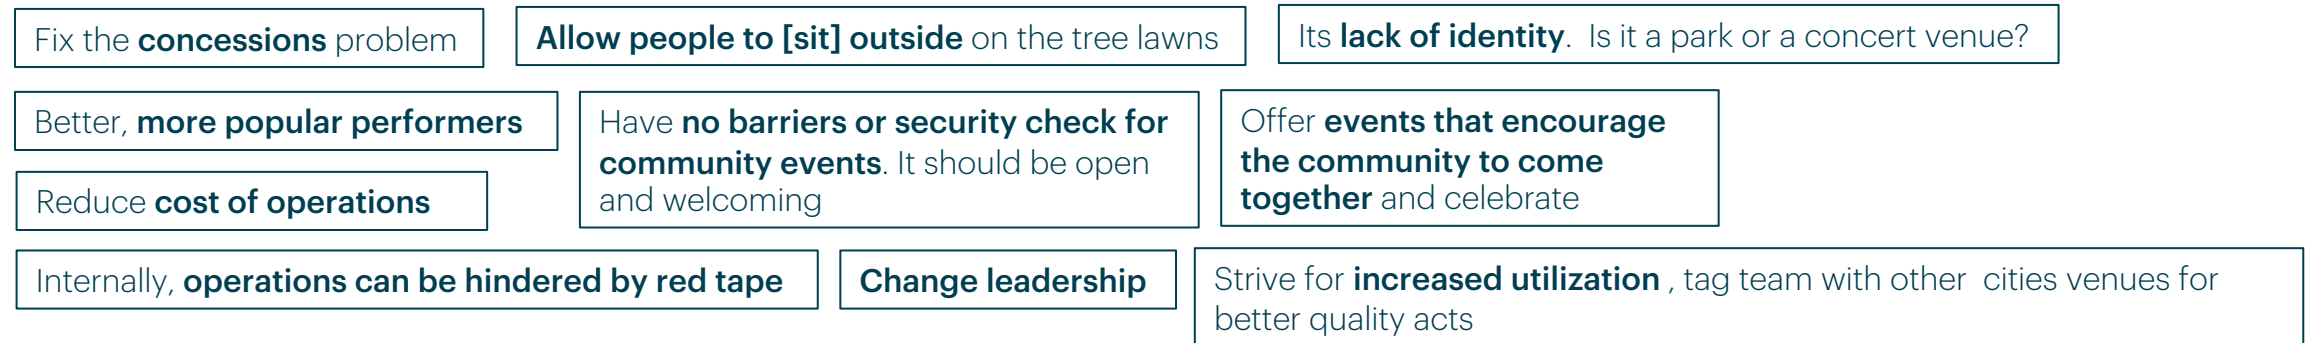 Fix the concessions problem
Allow people to [sit] outside on the tree lawns
Its lack of identity.  Is it a park or a concert venue?
Better, more popular performers
Have no barriers or security check for
community events. It should be open
and welcoming
Offer events that encourage
the community to come
together and celebrate
Reduce cost of operations
Internally, operations can be hindered by red tape
Change leadership
Strive for increased utilization , tag team with other  cities venues for
better quality acts